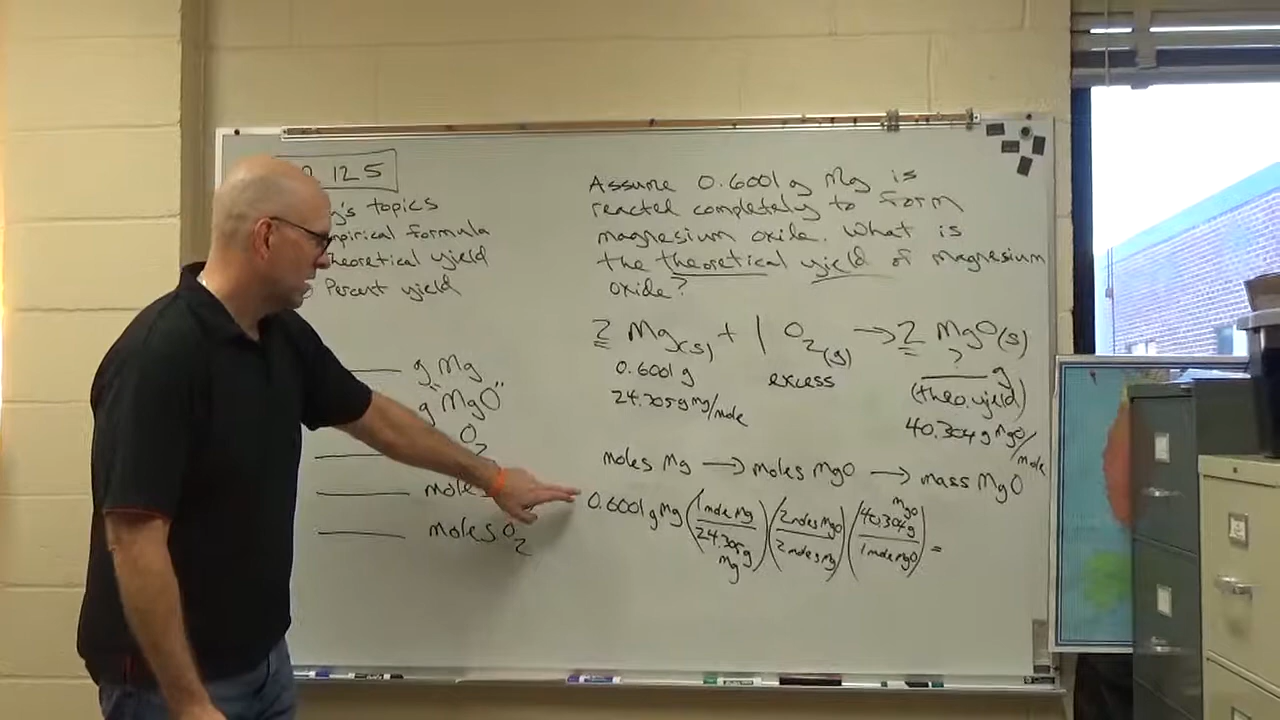 125
g's topics
mpirical formula
heoretical yield
Percent yield
g Mg
g "MgO"
O2
moles
moles O2
Assume 0.6001 g Mg is
reacted completely to form
magnesium oxide. What is
the theoretical yield of magnesium
oxide?
2 Mg(s) + 1 O2(g) → 2 MgO(s)
0.6001 g excess ? g
24.305 g Mg/mole (theo. yield)
40.304 g MgO/mole
moles Mg → moles MgO → mass MgO
0.6001 g Mg (1 mole Mg / 24.305 g Mg) (2 moles MgO / 2 moles Mg) (40.304 g MgO / 1 mole MgO) =